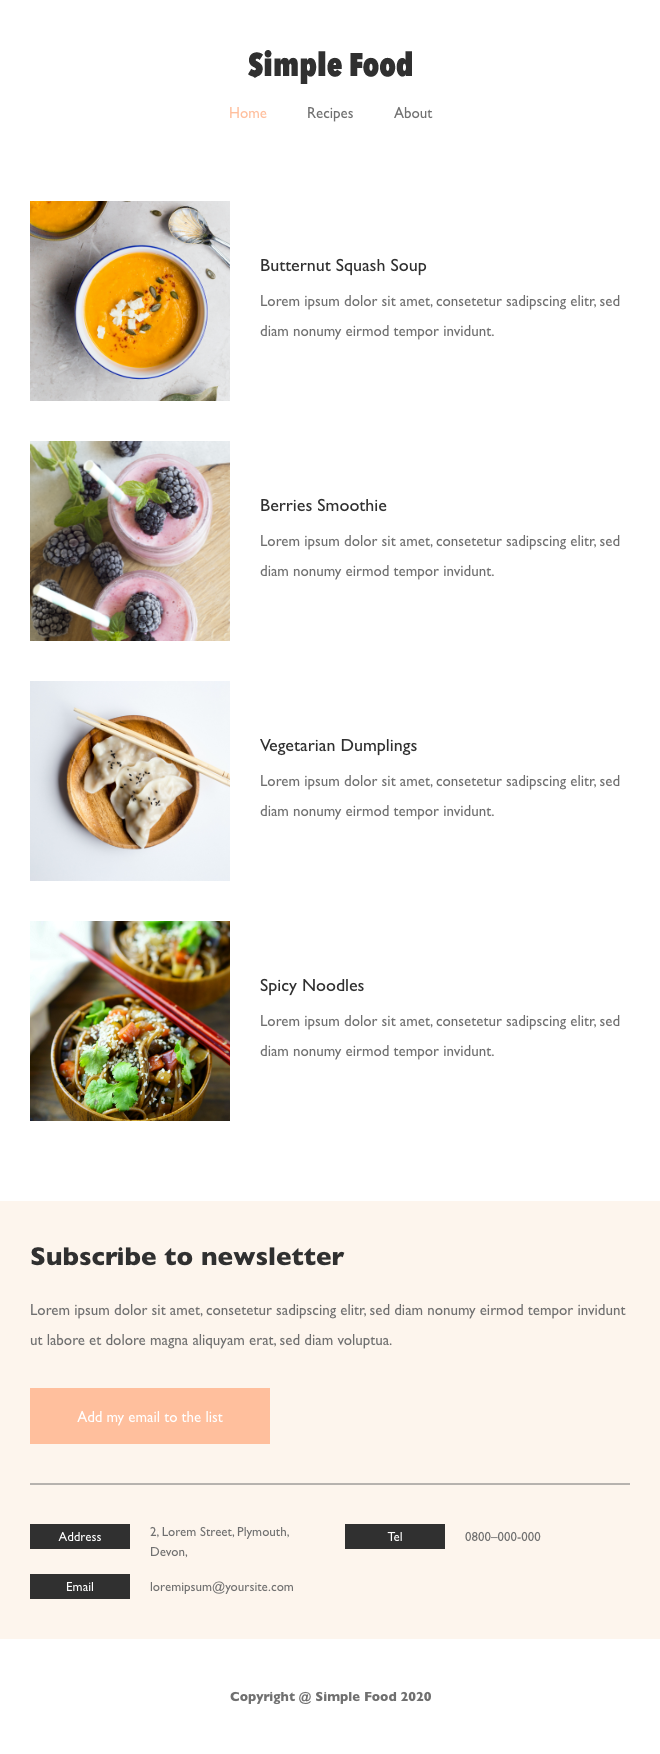 Simple Food
Home Recipes About
Butternut Squash Soup
Lorem ipsum dolor sit amet, consetetur sadipscing elitr, sed
diam nonumy eirmod tempor invidunt.
Berries Smoothie
Lorem ipsum dolor sit amet, consetetur sadipscing elitr, sed
diam nonumy eirmod tempor invidunt.
Vegetarian Dumplings
Lorem ipsum dolor sit amet, consetetur sadipscing elitr, sed
diam nonumy eirmod tempor invidunt.
Spicy Noodles
Lorem ipsum dolor sit amet, consetetur sadipscing elitr, sed
diam nonumy eirmod tempor invidunt.
Subscribe to newsletter
Lorem ipsum dolor sit amet, consetetur sadipscing elitr, sed diam nonumy eirmod tempor invidunt
ut labore et dolore magna aliquyam erat, sed diam voluptua.
Add my email to the list
Address
2, Lorem Street, Plymouth,
Devon,
Tel
0800–000-000
Email
loremipsum@yoursite.com
Copyright @ Simple Food 2020